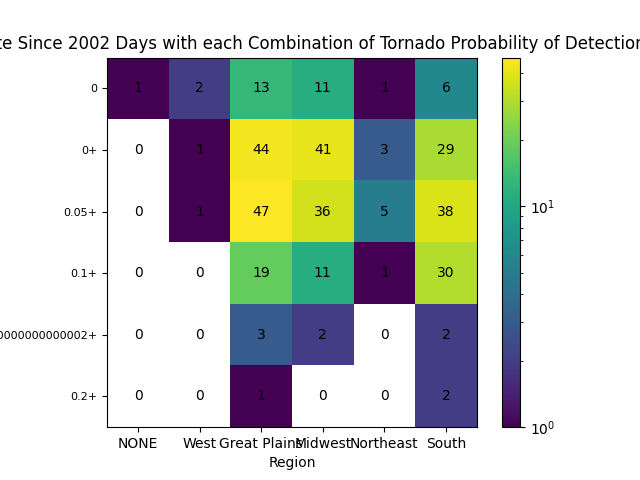 te Since 2002 Days with each Combination of Tornado Probability of Detection
0 1 2 13 11 1 6
0+ 0 1 44 41 3 29
0.05+ 0 1 47 36 5 38
0.1+ 0 0 19 11 1 30
0000000000002+ 0 0 3 2 0 2
0.2+ 0 0 1 0 0 2
NONE West Great Plains Midwest Northeast South
Region
10¹
10⁰